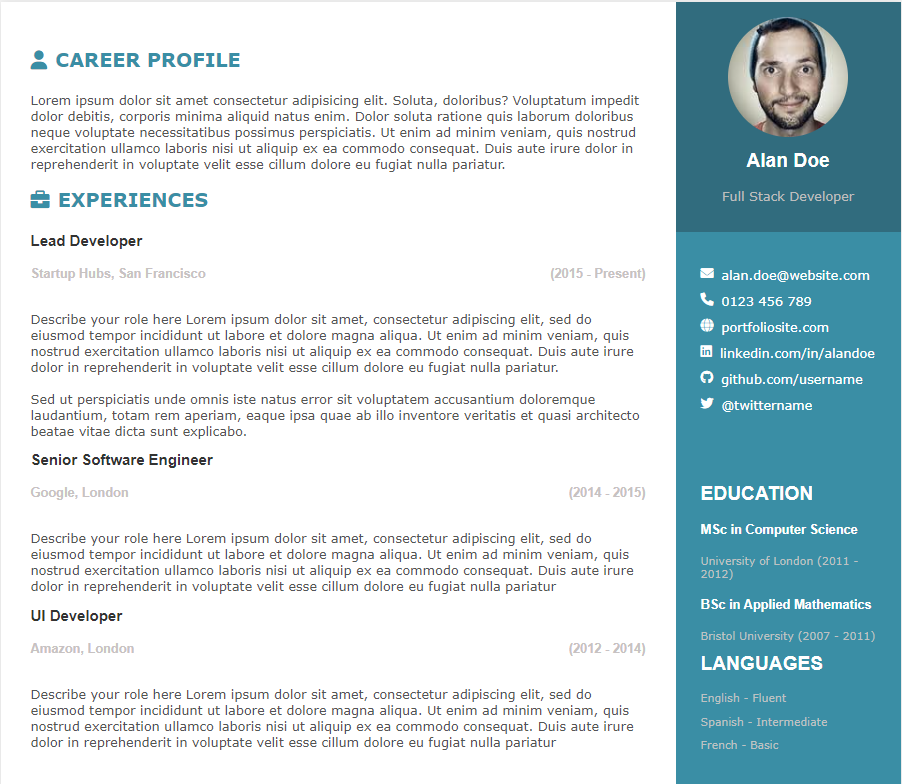 CAREER PROFILE
Lorem ipsum dolor sit amet consectetur adipisicing elit. Soluta, doloribus? Voluptatum impedit
dolor debitis, corporis minima aliquid natus enim. Dolor soluta ratione quis laborum doloribus
neque voluptate necessitatibus possimus perspiciatis. Ut enim ad minim veniam, quis nostrud
exercitation ullamco laboris nisi ut aliquip ex ea commodo consequat. Duis aute irure dolor in
reprehenderit in voluptate velit esse cillum dolore eu fugiat nulla pariatur.
EXPERIENCES
Lead Developer
Startup Hubs, San Francisco (2015 - Present)
Describe your role here Lorem ipsum dolor sit amet, consectetur adipiscing elit, sed do
eiusmod tempor incididunt ut labore et dolore magna aliqua. Ut enim ad minim veniam, quis
nostrud exercitation ullamco laboris nisi ut aliquip ex ea commodo consequat. Duis aute irure
dolor in reprehenderit in voluptate velit esse cillum dolore eu fugiat nulla pariatur.
Sed ut perspiciatis unde omnis iste natus error sit voluptatem accusantium doloremque
laudantium, totam rem aperiam, eaque ipsa quae ab illo inventore veritatis et quasi architecto
beatae vitae dicta sunt explicabo.
Senior Software Engineer
Google, London (2014 - 2015)
Describe your role here Lorem ipsum dolor sit amet, consectetur adipiscing elit, sed do
eiusmod tempor incididunt ut labore et dolore magna aliqua. Ut enim ad minim veniam, quis
nostrud exercitation ullamco laboris nisi ut aliquip ex ea commodo consequat. Duis aute irure
dolor in reprehenderit in voluptate velit esse cillum dolore eu fugiat nulla pariatur
UI Developer
Amazon, London (2012 - 2014)
Describe your role here Lorem ipsum dolor sit amet, consectetur adipiscing elit, sed do
eiusmod tempor incididunt ut labore et dolore magna aliqua. Ut enim ad minim veniam, quis
nostrud exercitation ullamco laboris nisi ut aliquip ex ea commodo consequat. Duis aute irure
dolor in reprehenderit in voluptate velit esse cillum dolore eu fugiat nulla pariatur
Alan Doe
Full Stack Developer
alan.doe@website.com
0123 456 789
portfoliosite.com
linkedin.com/in/alandoe
github.com/username
@twittername
EDUCATION
MSc in Computer Science
University of London (2011 -
2012)
BSc in Applied Mathematics
Bristol University (2007 - 2011)
LANGUAGES
English - Fluent
Spanish - Intermediate
French - Basic